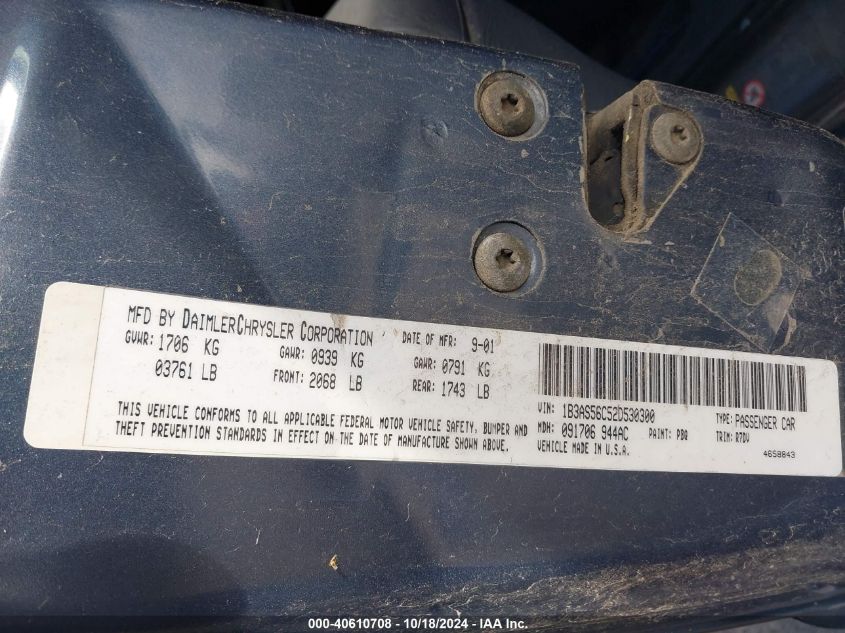 MFD BY DAIMLERCHRYSLER CORPORATION DATE OF MFR: 9-01
GVWR: 1706 KG GAWR: 0939 KG GAWR: 0791 KG
03761 LB FRONT: 2068 LB REAR: 1743 LB
THIS VEHICLE CONFORMS TO ALL APPLICABLE FEDERAL MOTOR VEHICLE SAFETY, BUMPER AND
THEFT PREVENTION STANDARDS IN EFFECT ON THE DATE OF MANUFACTURE SHOWN ABOVE.
VIN: 1B3AS56C52D530300 TYPE: PASSENGER CAR
MDH: 091706 944AC PAINT: PBQ TRIM: R7DV
VEHICLE MADE IN U.S.A. 4658843
000-40610708 - 10/18/2024 - IAA Inc.